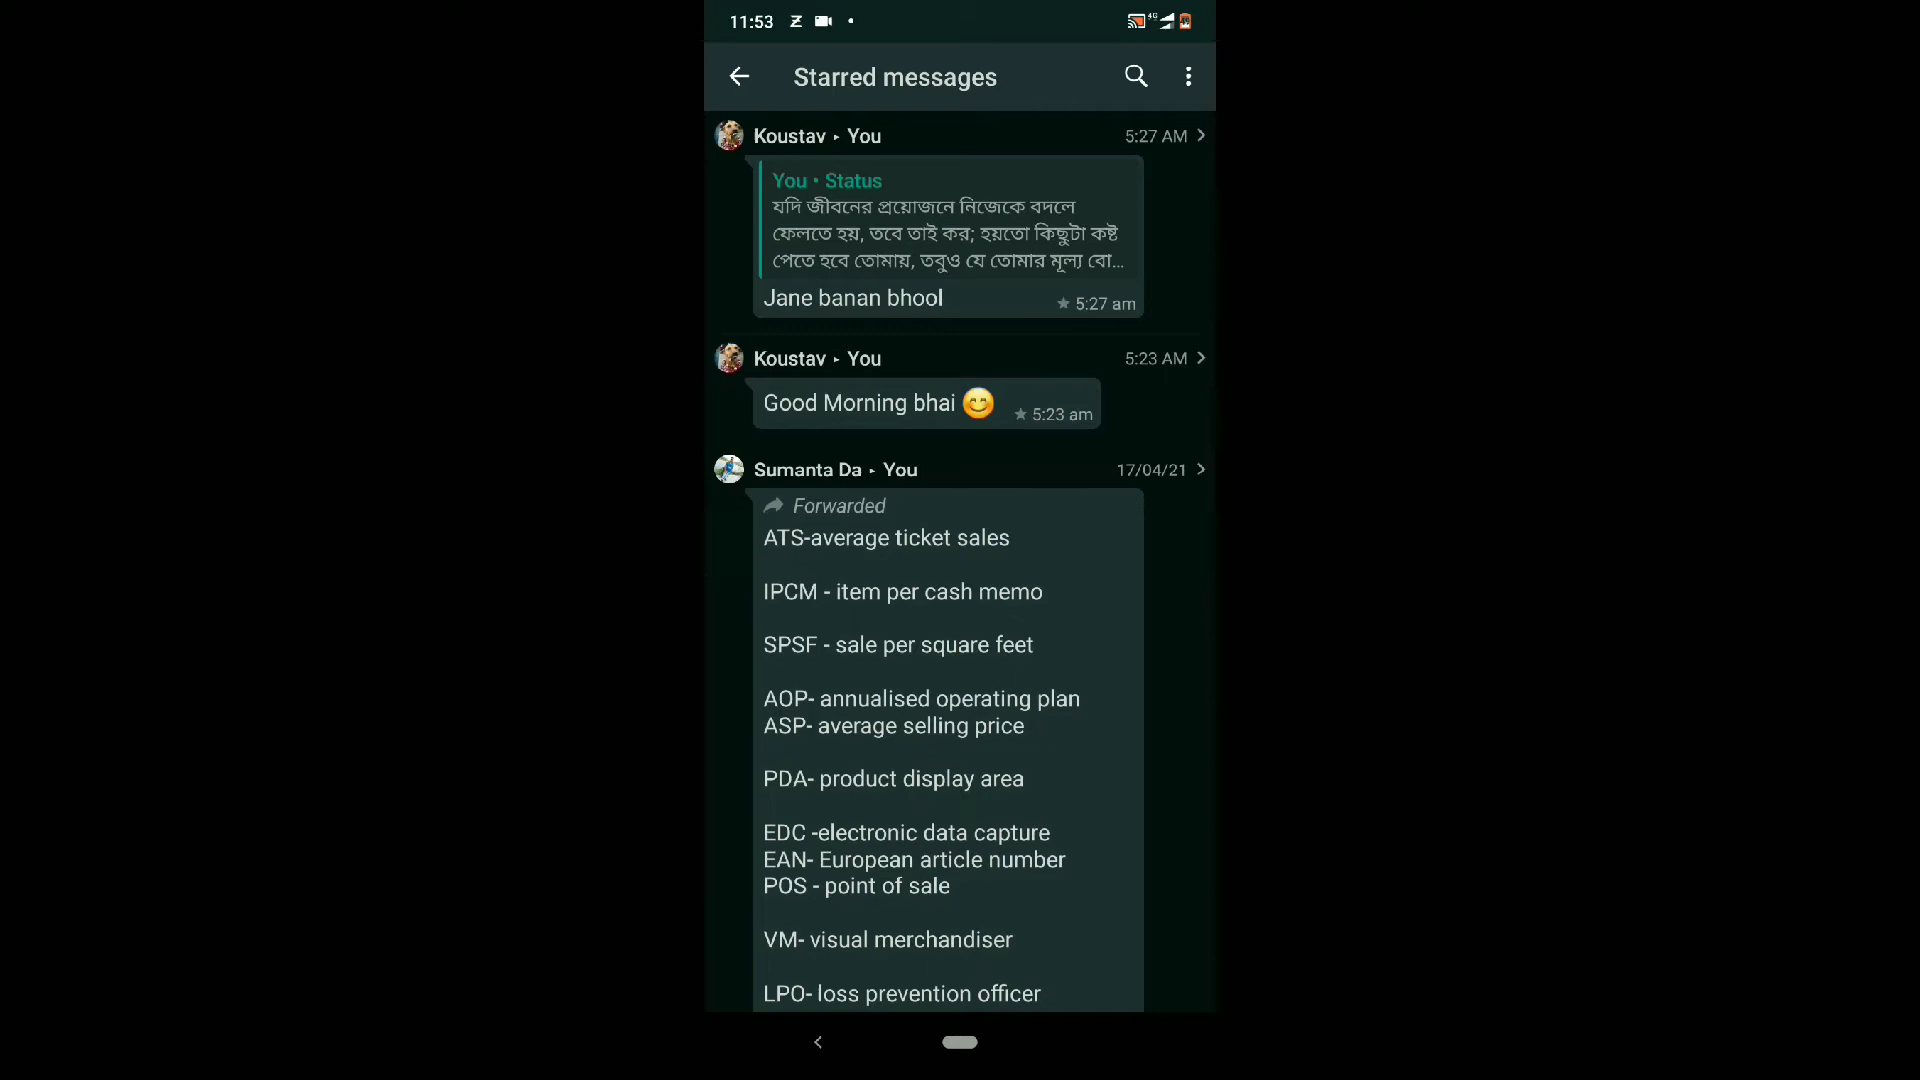 11:53
4G
Starred messages
Koustav ▸ You 5:27 AM
You • Status
যদি জীবনের প্রয়োজনে নিজেকে বদলে
ফেলতে হয়, তবে তাই কর; হয়তো কিছুটা কষ্ট
পেতে হবে তোমায়, তবুও যে তোমার মূল্য বো...
Jane banan bhool
★ 5:27 am
Koustav ▸ You 5:23 AM
Good Morning bhai 😊
★ 5:23 am
Sumanta Da ▸ You 17/04/21
Forwarded
ATS-average ticket sales
IPCM - item per cash memo
SPSF - sale per square feet
AOP- annualised operating plan
ASP- average selling price
PDA- product display area
EDC -electronic data capture
EAN- European article number
POS - point of sale
VM- visual merchandiser
LPO- loss prevention officer